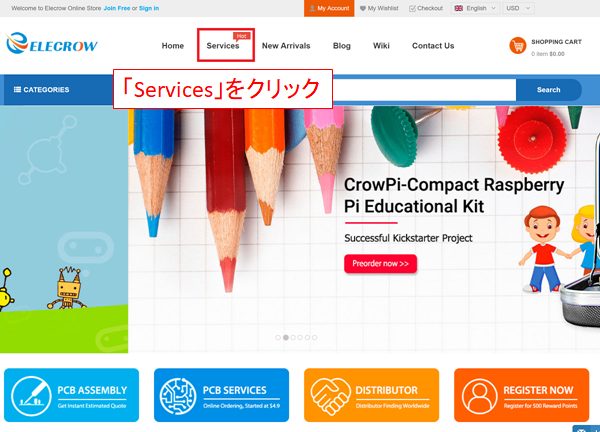 Welcome to Elecrow Online Store Join Free or Sign In
My Account
My Wishlist
Checkout
English
USD
ELECROW
Home
Services
Hot
New Arrivals
Blog
Wiki
Contact Us
SHOPPING CART
0 item $0.00
CATEGORIES
「Services」をクリック
Search
CrowPi-Compact Raspberry
Pi Educational Kit
Successful Kickstarter Project
Preorder now >>
PCB ASSEMBLY
Get Instant Estimated Quote
PCB SERVICES
Online Ordering, Started at $4.9
DISTRIBUTOR
Distributor Finding Worldwide
REGISTER NOW
Register for 500 Reward Points